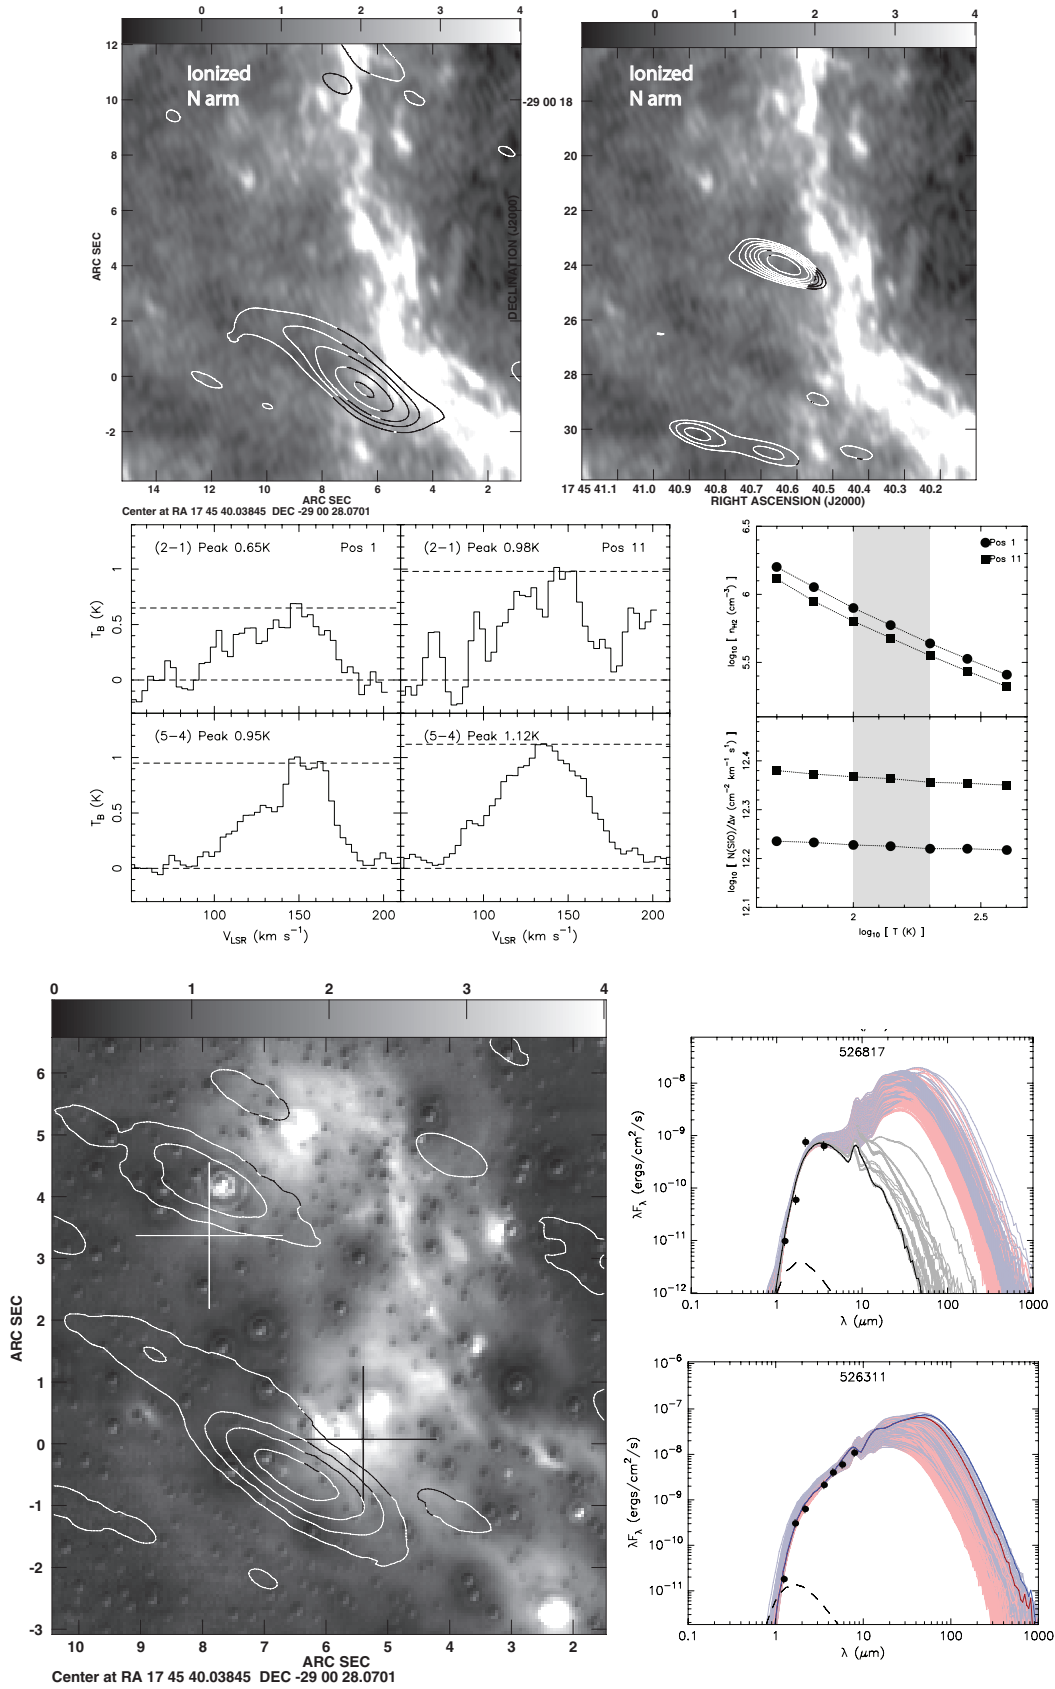 0 1 2 3 4
0 1 2 3 4
12
10
8
6
4
2
0
-2
ARC SEC
Ionized
N arm
14 12 10 8 6 4 2
ARC SEC
Center at RA 17 45 40.03845 DEC -29 00 28.0701
-29 00 18
20
22
24
26
28
30
DECLINATION (J2000)
Ionized
N arm
17 45 41.1 41.0 40.9 40.8 40.7 40.6 40.5 40.4 40.3 40.2
RIGHT ASCENSION (J2000)
(2-1) Peak 0.65K Pos 1
(2-1) Peak 0.98K Pos 11
1
0.5
0
T_B (K)
(5-4) Peak 0.95K
(5-4) Peak 1.12K
1
0.5
0
T_B (K)
100 150 200
100 150 200
V_LSR (km s⁻¹)
V_LSR (km s⁻¹)
Pos 1
Pos 11
6.5
6
5.5
log₁₀ [ n_H2 (cm⁻³) ]
12.4
12.3
12.2
12.1
log₁₀ [ N(SiO)/Δv (cm⁻² km⁻¹ s) ]
2 2.5
log₁₀ [ T (K) ]
0 1 2 3 4
6
5
4
3
2
1
0
-1
-2
-3
ARC SEC
10 9 8 7 6 5 4 3 2
ARC SEC
Center at RA 17 45 40.03845 DEC -29 00 28.0701
526817
10⁻⁸
10⁻⁹
10⁻¹⁰
10⁻¹¹
10⁻¹²
λF_λ (ergs/cm²/s)
0.1 1 10 100 1000
λ (μm)
526311
10⁻⁶
10⁻⁷
10⁻⁸
10⁻⁹
10⁻¹⁰
10⁻¹¹
λF_λ (ergs/cm²/s)
0.1 1 10 100 1000
λ (μm)